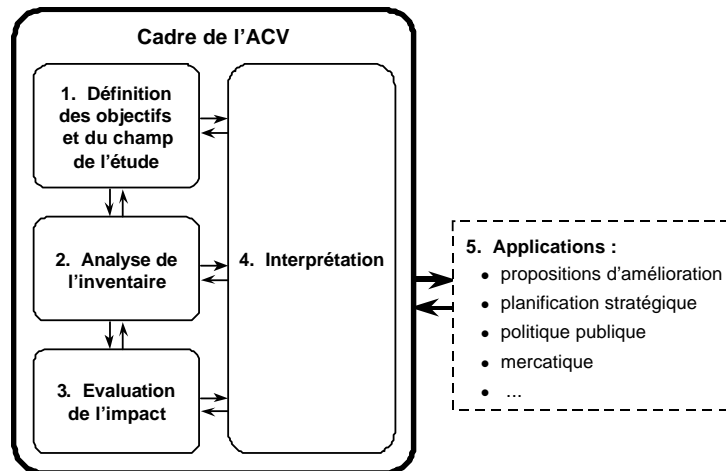 Cadre de l’ACV
1. Définition
des objectifs
et du champ
de l’étude
2. Analyse de
l’inventaire
3. Evaluation
de l’impact
4. Interprétation
5. Applications :
• propositions d’amélioration
• planification stratégique
• politique publique
• mercatique
• ...